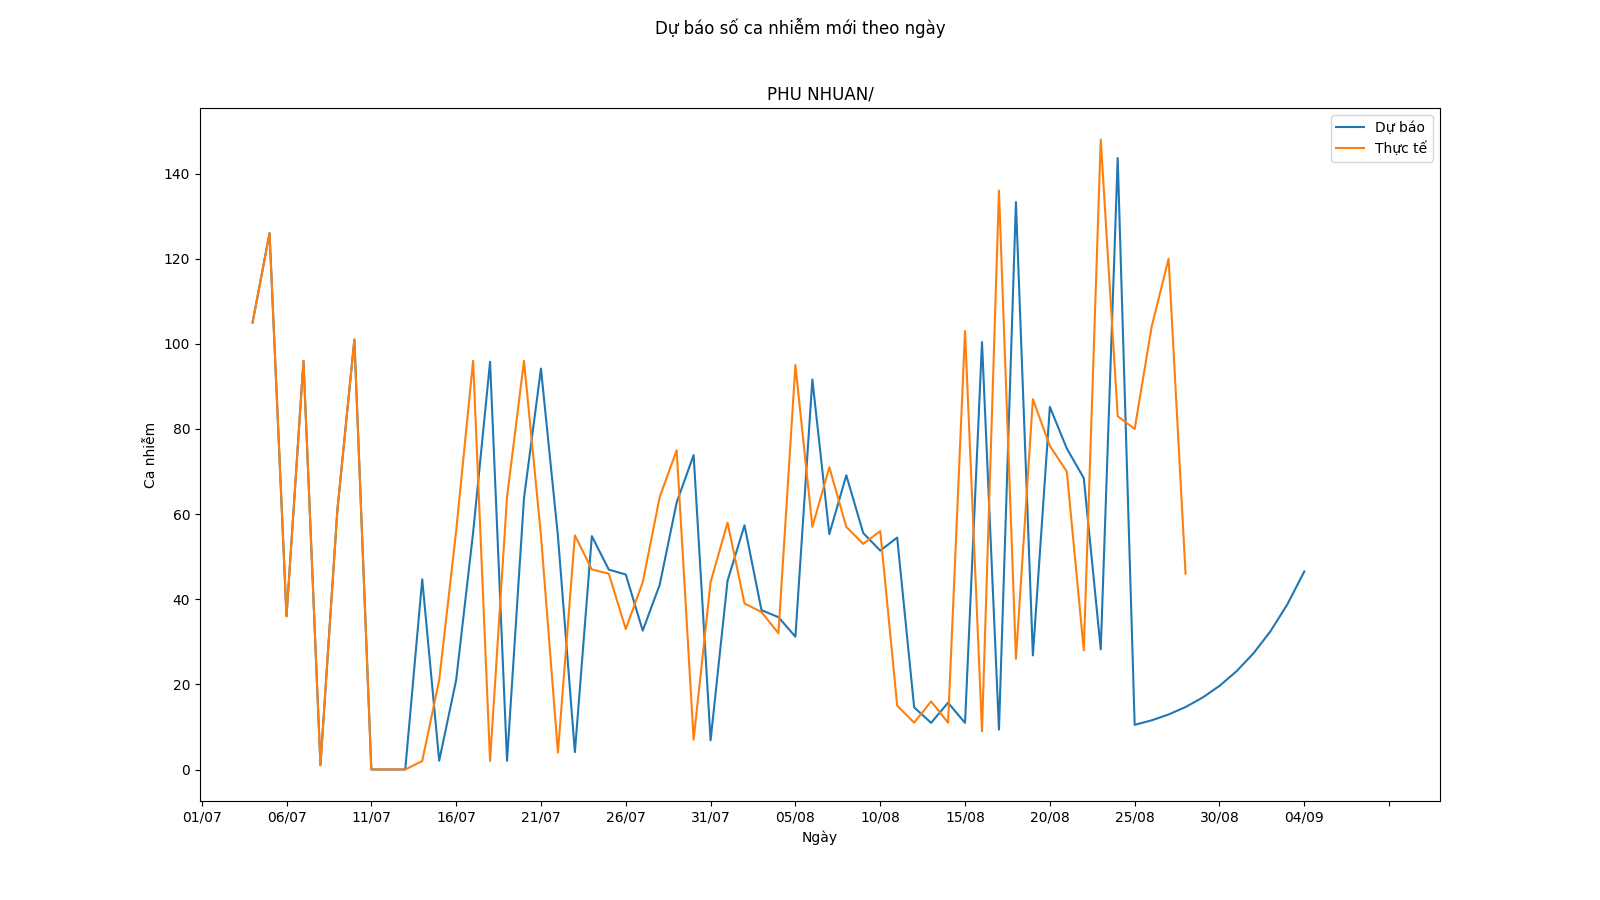 Dự báo số ca nhiễm mới theo ngày
PHU NHUAN/
Dự báo
Thực tế
140
120
100
80
60
40
20
0
Ca nhiễm
01/07 06/07 11/07 16/07 21/07 26/07 31/07 05/08 10/08 15/08 20/08 25/08 30/08 04/09
Ngày